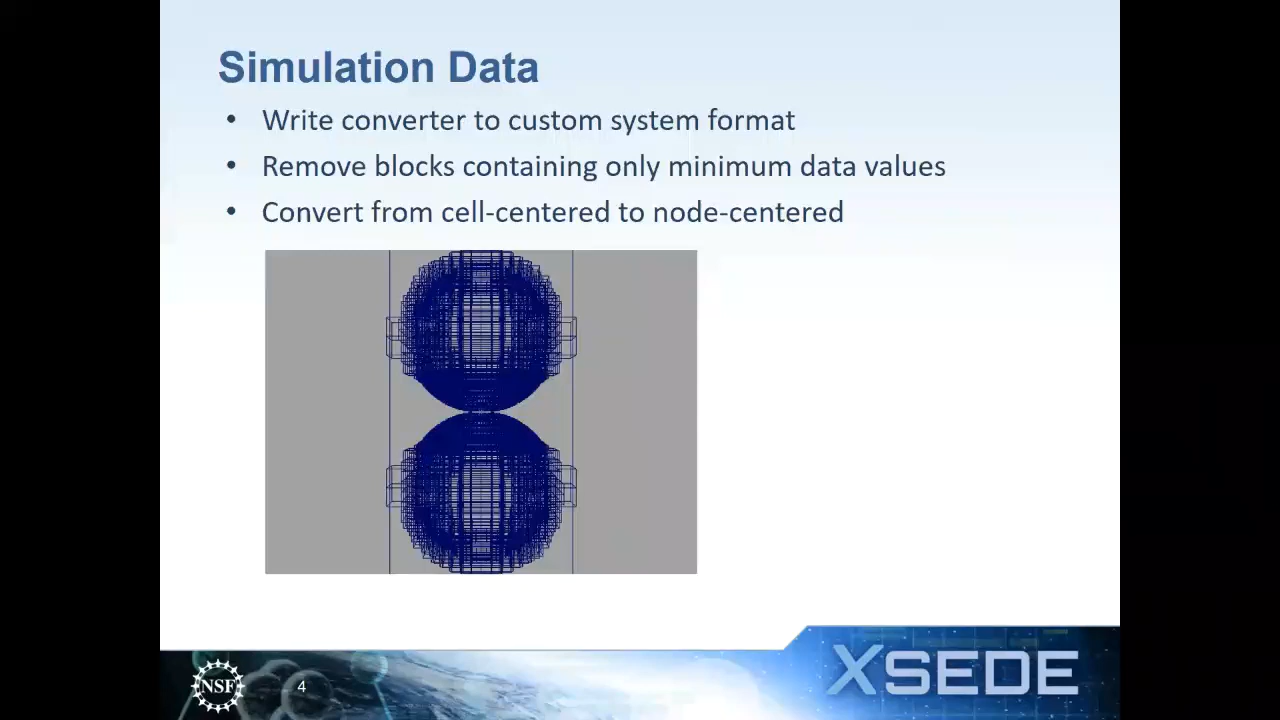 Simulation Data
• Write converter to custom system format
• Remove blocks containing only minimum data values
• Convert from cell-centered to node-centered
NSF
4
XSEDE